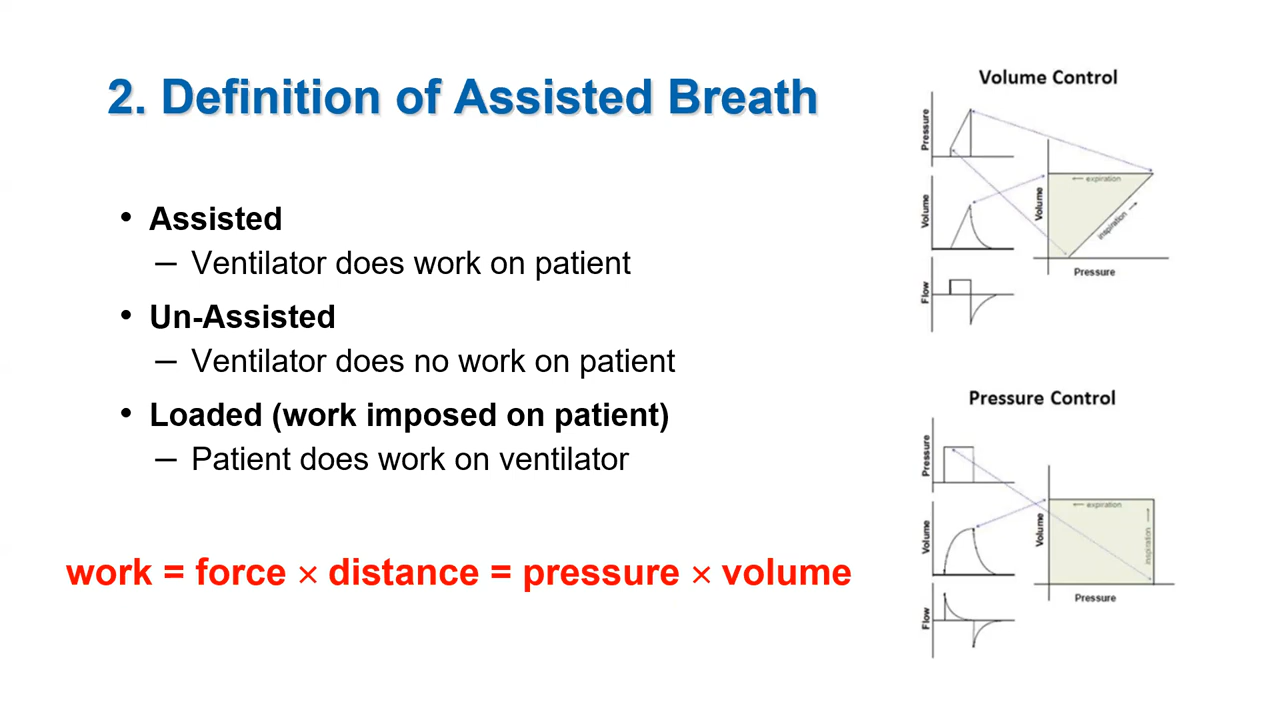 2. Definition of Assisted Breath
• Assisted
– Ventilator does work on patient
• Un-Assisted
– Ventilator does no work on patient
• Loaded (work imposed on patient)
– Patient does work on ventilator
work = force × distance = pressure × volume
Volume Control
Pressure
Volume
Flow
Volume
← expiration
inspiration →
Pressure
Pressure Control
Pressure
Volume
Flow
Volume
← expiration
inspiration →
Pressure